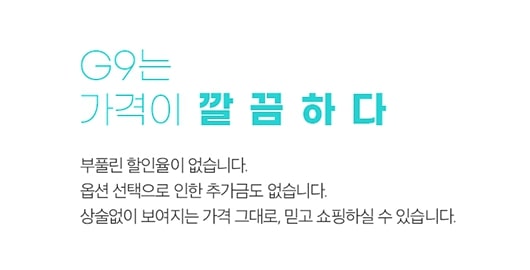 G9는
가격이 깔끔하다
부풀린 할인율이 없습니다.
옵션 선택으로 인한 추가금도 없습니다.
상술없이 보여지는 가격 그대로, 믿고 쇼핑하실 수 있습니다.